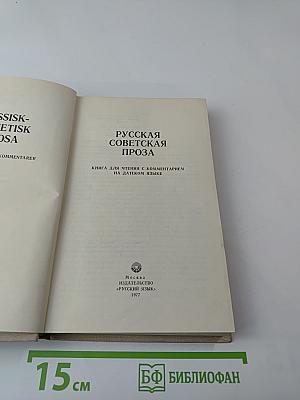 SSISK-
ETISK
OSA
KOMMENTARER
РУССКАЯ
СОВЕТСКАЯ
ПРОЗА
КНИГА ДЛЯ ЧТЕНИЯ С КОММЕНТАРИЕМ
НА ДАТСКОМ ЯЗЫКЕ
Москва
ИЗДАТЕЛЬСТВО
«РУССКИЙ ЯЗЫК»
1977
15 см
БФ БИБЛИОФАН